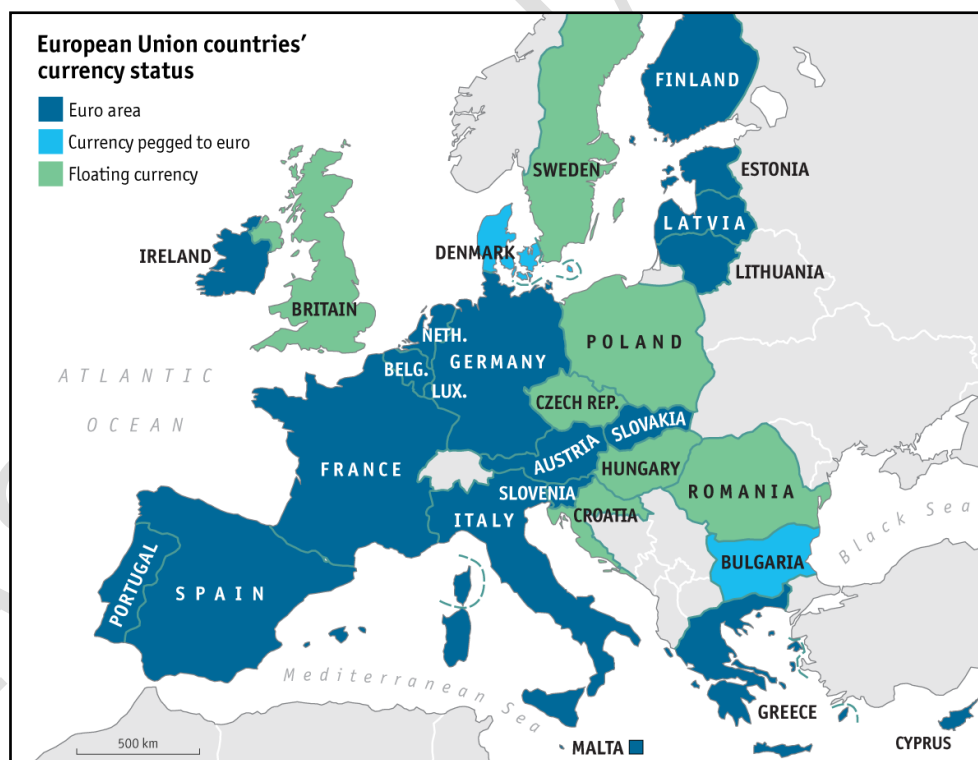 European Union countries'
currency status
Euro area
Currency pegged to euro
Floating currency
FINLAND
SWEDEN
ESTONIA
LATVIA
LITHUANIA
IRELAND
DENMARK
BRITAIN
NETH.
GERMANY
POLAND
BELG.
LUX.
ATLANTIC
OCEAN
CZECH REP.
SLOVAKIA
AUSTRIA
FRANCE
HUNGARY
SLOVENIA
ROMANIA
ITALY
CROATIA
Black Sea
BULGARIA
PORTUGAL
SPAIN
Mediterranean Sea
GREECE
500 km
MALTA
CYPRUS